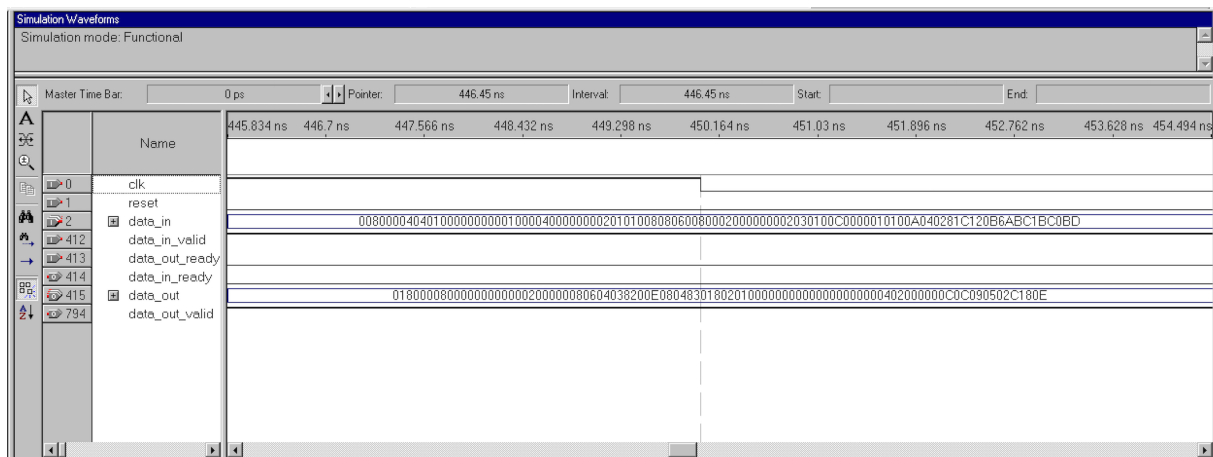 Simulation Waveforms
Simulation mode: Functional
Master Time Bar: 0 ps Pointer: 446.45 ns Interval: 446.45 ns Start: End:
Name
445.834 ns 446.7 ns 447.566 ns 448.432 ns 449.298 ns 450.164 ns 451.03 ns 451.896 ns 452.762 ns 453.628 ns 454.494 ns
0 clk
1 reset
2 data_in
412 data_in_valid
413 data_out_ready
414 data_in_ready
415 data_out
794 data_out_valid